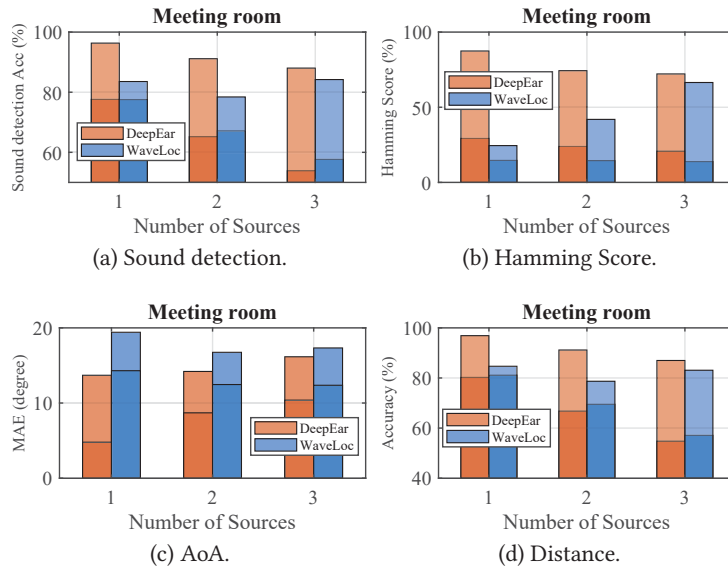 Meeting room
Sound detection Acc (%)
100
80
60
DeepEar
WaveLoc
1 2 3
Number of Sources
(a) Sound detection.
Meeting room
Hamming Score (%)
100
50
0
DeepEar
WaveLoc
1 2 3
Number of Sources
(b) Hamming Score.
Meeting room
MAE (degree)
20
10
0
DeepEar
WaveLoc
1 2 3
Number of Sources
(c) AoA.
Meeting room
Accuracy (%)
100
80
60
40
DeepEar
WaveLoc
1 2 3
Number of Sources
(d) Distance.